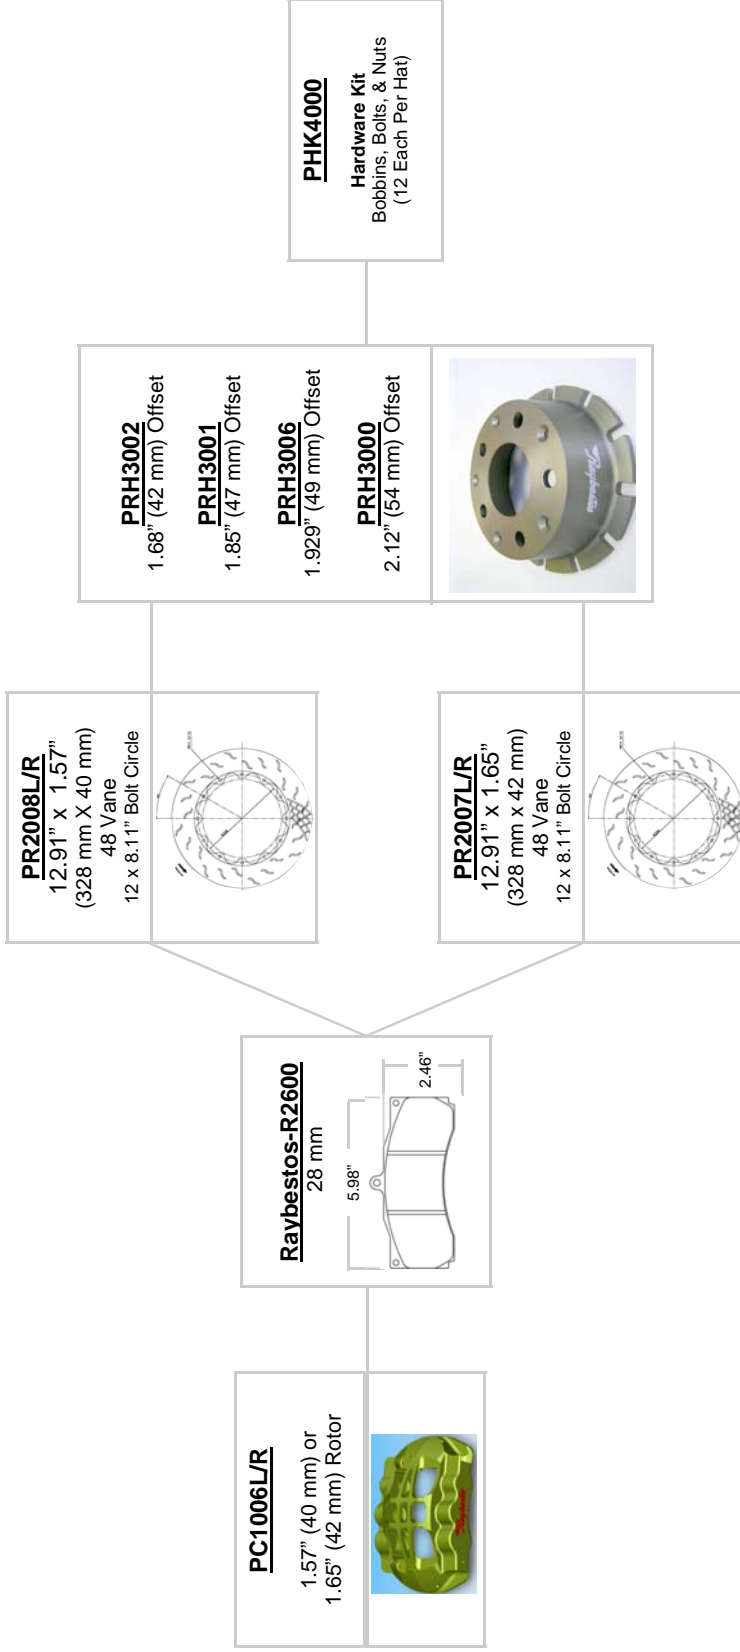 PC1006L/R
1.57” (40 mm) or
1.65” (42 mm) Rotor
Raybestos
Raybestos-R2600
28 mm
5.98”
2.46”
PR2008L/R
12.91” x 1.57”
(328 mm X 40 mm)
48 Vane
12 x 8.11” Bolt Circle
PR2007L/R
12.91” x 1.65”
(328 mm x 42 mm)
48 Vane
12 x 8.11” Bolt Circle
PRH3002
1.68” (42 mm) Offset
PRH3001
1.85” (47 mm) Offset
PRH3006
1.929” (49 mm) Offset
PRH3000
2.12” (54 mm) Offset
Raybestos
PHK4000
Hardware Kit
Bobbins, Bolts, & Nuts
(12 Each Per Hat)